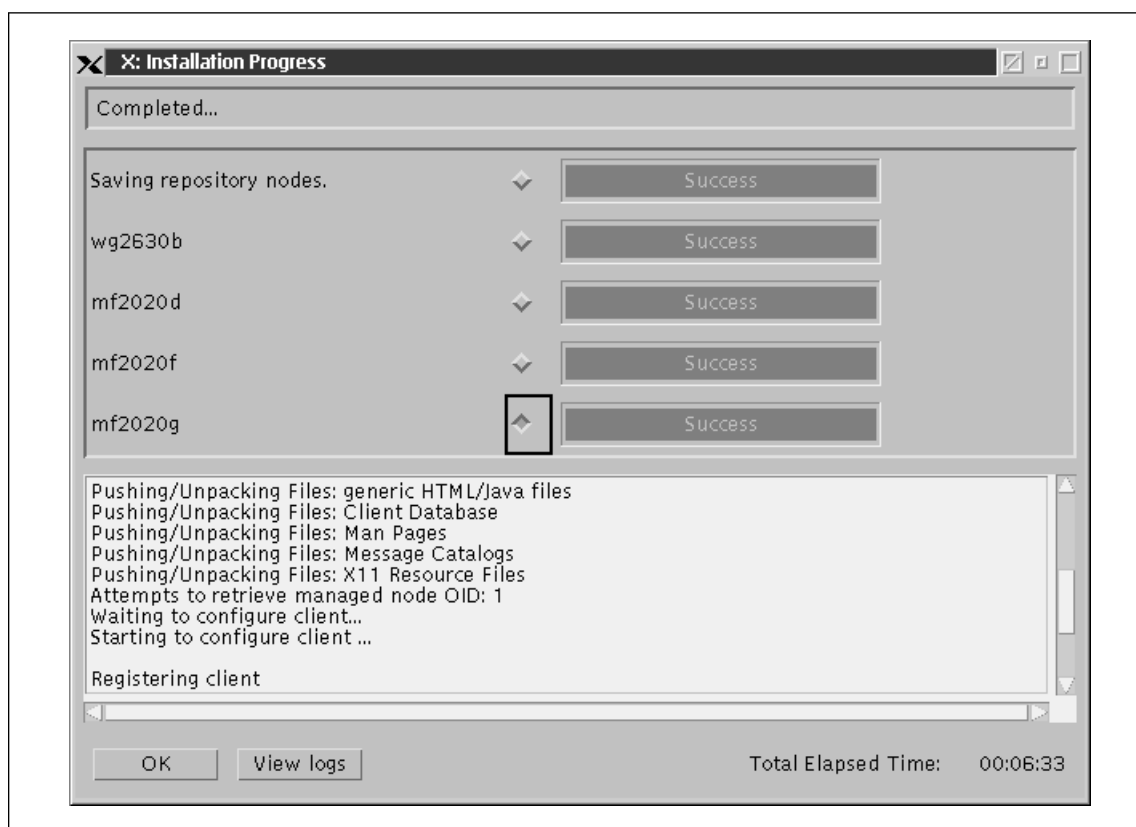 X: Installation Progress
Completed...
Saving repository nodes. Success
wg2630b Success
mf2020d Success
mf2020f Success
mf2020g Success
Pushing/Unpacking Files: generic HTML/Java files
Pushing/Unpacking Files: Client Database
Pushing/Unpacking Files: Man Pages
Pushing/Unpacking Files: Message Catalogs
Pushing/Unpacking Files: X11 Resource Files
Attempts to retrieve managed node OID: 1
Waiting to configure client...
Starting to configure client ...
Registering client
OK View logs Total Elapsed Time: 00:06:33